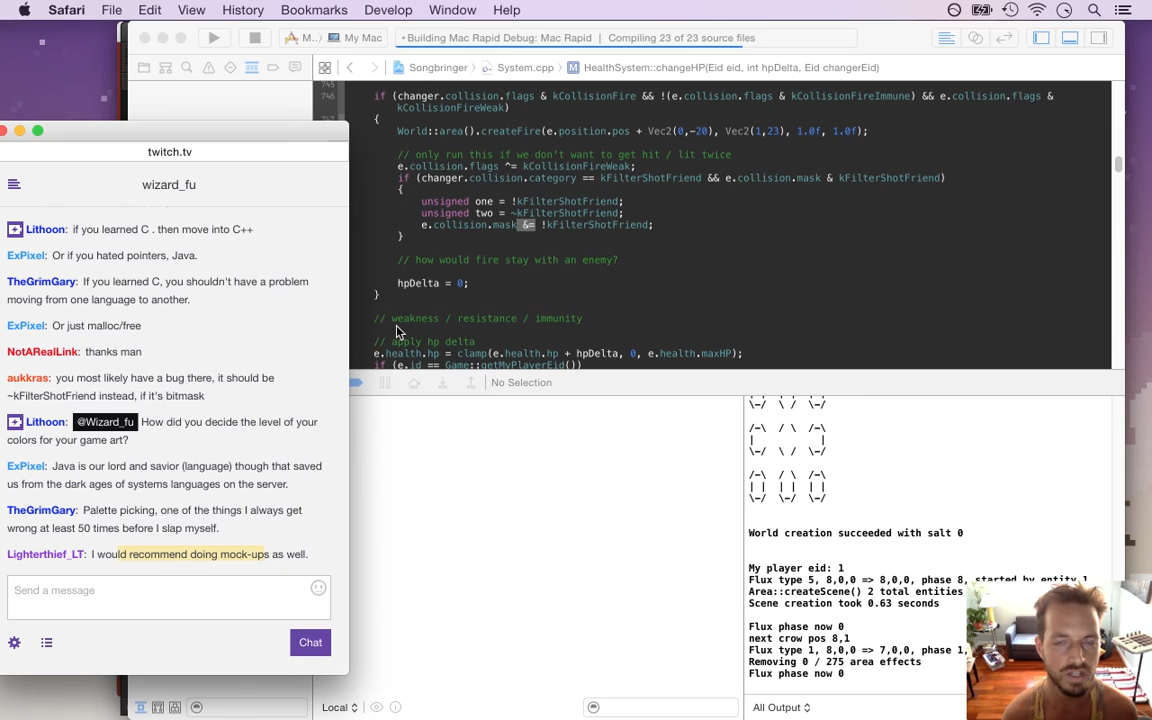 Safari File Edit View History Bookmarks Develop Window Help
M.. My Mac
Building Mac Rapid Debug: Mac Rapid | Compiling 23 of 23 source files
Songbringer System.cpp M HealthSystem::changeHP(Eid eid, int hpDelta, Eid changerEid)
745
746
if (changer.collision.flags & kCollisionFire && !(e.collision.flags & kCollisionFireImmune) && e.collision.flags &
kCollisionFireWeak)
{
World::area().createFire(e.position.pos + Vec2(0,-20), Vec2(1,23), 1.0f, 1.0f);
// only run this if we don't want to get hit / lit twice
e.collision.flags ^= kCollisionFireWeak;
if (changer.collision.category == kFilterShotFriend && e.collision.mask & kFilterShotFriend)
{
unsigned one = !kFilterShotFriend;
unsigned two = ~kFilterShotFriend;
e.collision.mask &= !kFilterShotFriend;
}
// how would fire stay with an enemy?
hpDelta = 0;
}
// weakness / resistance / immunity
// apply hp delta
e.health.hp = clamp(e.health.hp + hpDelta, 0, e.health.maxHP);
if (e.id == Game::getMyPlayerEid())
No Selection
twitch.tv
wizard_fu
Lithoon: if you learned C . then move into C++
ExPixel: Or if you hated pointers, Java.
TheGrimGary: If you learned C, you shouldn't have a problem
moving from one language to another.
ExPixel: Or just malloc/free
NotARealLink: thanks man
aukkras: you most likely have a bug there, it should be
~kFilterShotFriend instead, if it's bitmask
Lithoon: @Wizard_fu How did you decide the level of your
colors for your game art?
ExPixel: Java is our lord and savior (language) though that saved
us from the dark ages of systems languages on the server.
TheGrimGary: Palette picking, one of the things I always get
wrong at least 50 times before I slap myself.
Lighterthief_LT: I would recommend doing mock-ups as well.
Send a message
Chat
\-/ \ / \-/
/-\ / \ /-\
| |
\-/ \ / \-/
/-\ / \ /-\
| | | | | |
\-/ \ / \-/
World creation succeeded with salt 0
My player eid: 1
Flux type 5, 8,0,0 => 8,0,0, phase 8, started by entity 1
Area::createScene() 2 total entities
Scene creation took 0.63 seconds
Flux phase now 0
next crow pos 8,1
Flux type 1, 8,0,0 => 7,0,0, phase 1,
Removing 0 / 275 area effects
Flux phase now 0
Local
All Output